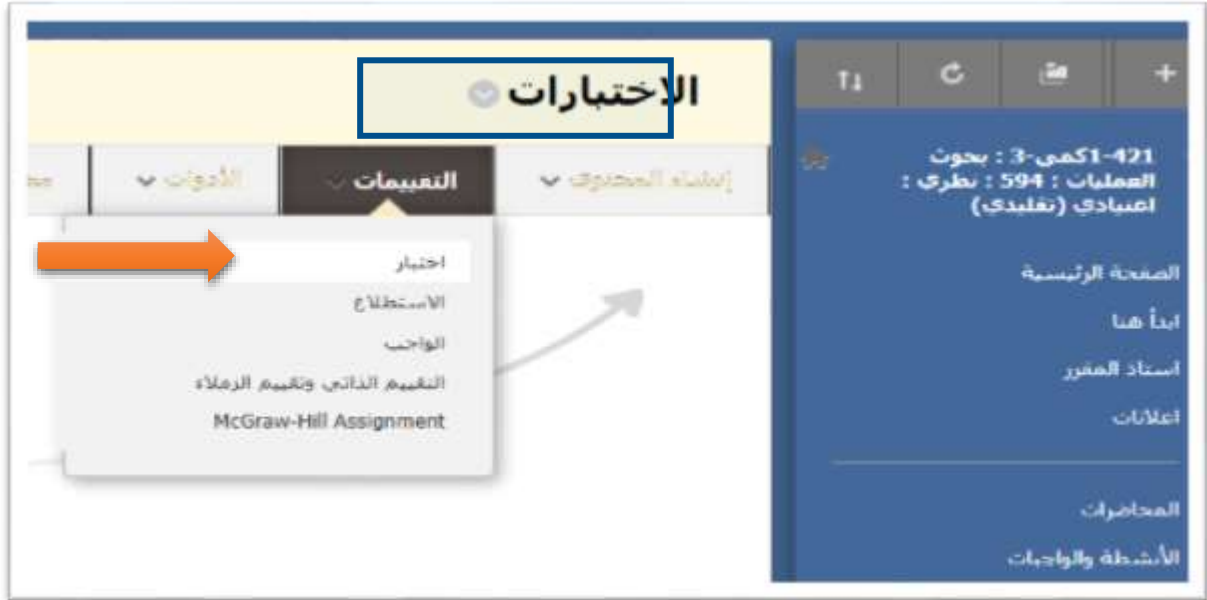 الاختبارات
إنشاء المحتوى
التقييمات
الأدوات
اختبار
الاستطلاع
الواجب
التقييم الذاتي وتقييم الزملاء
McGraw-Hill Assignment
421-1كمى-3 : بحوث
العمليات : 594 : نظري :
اعتيادي (تقليدي)
الصفحة الرئيسية
ابدأ هنا
استاذ المقرر
اعلانات
المحاضرات
الأنشطة والواجبات